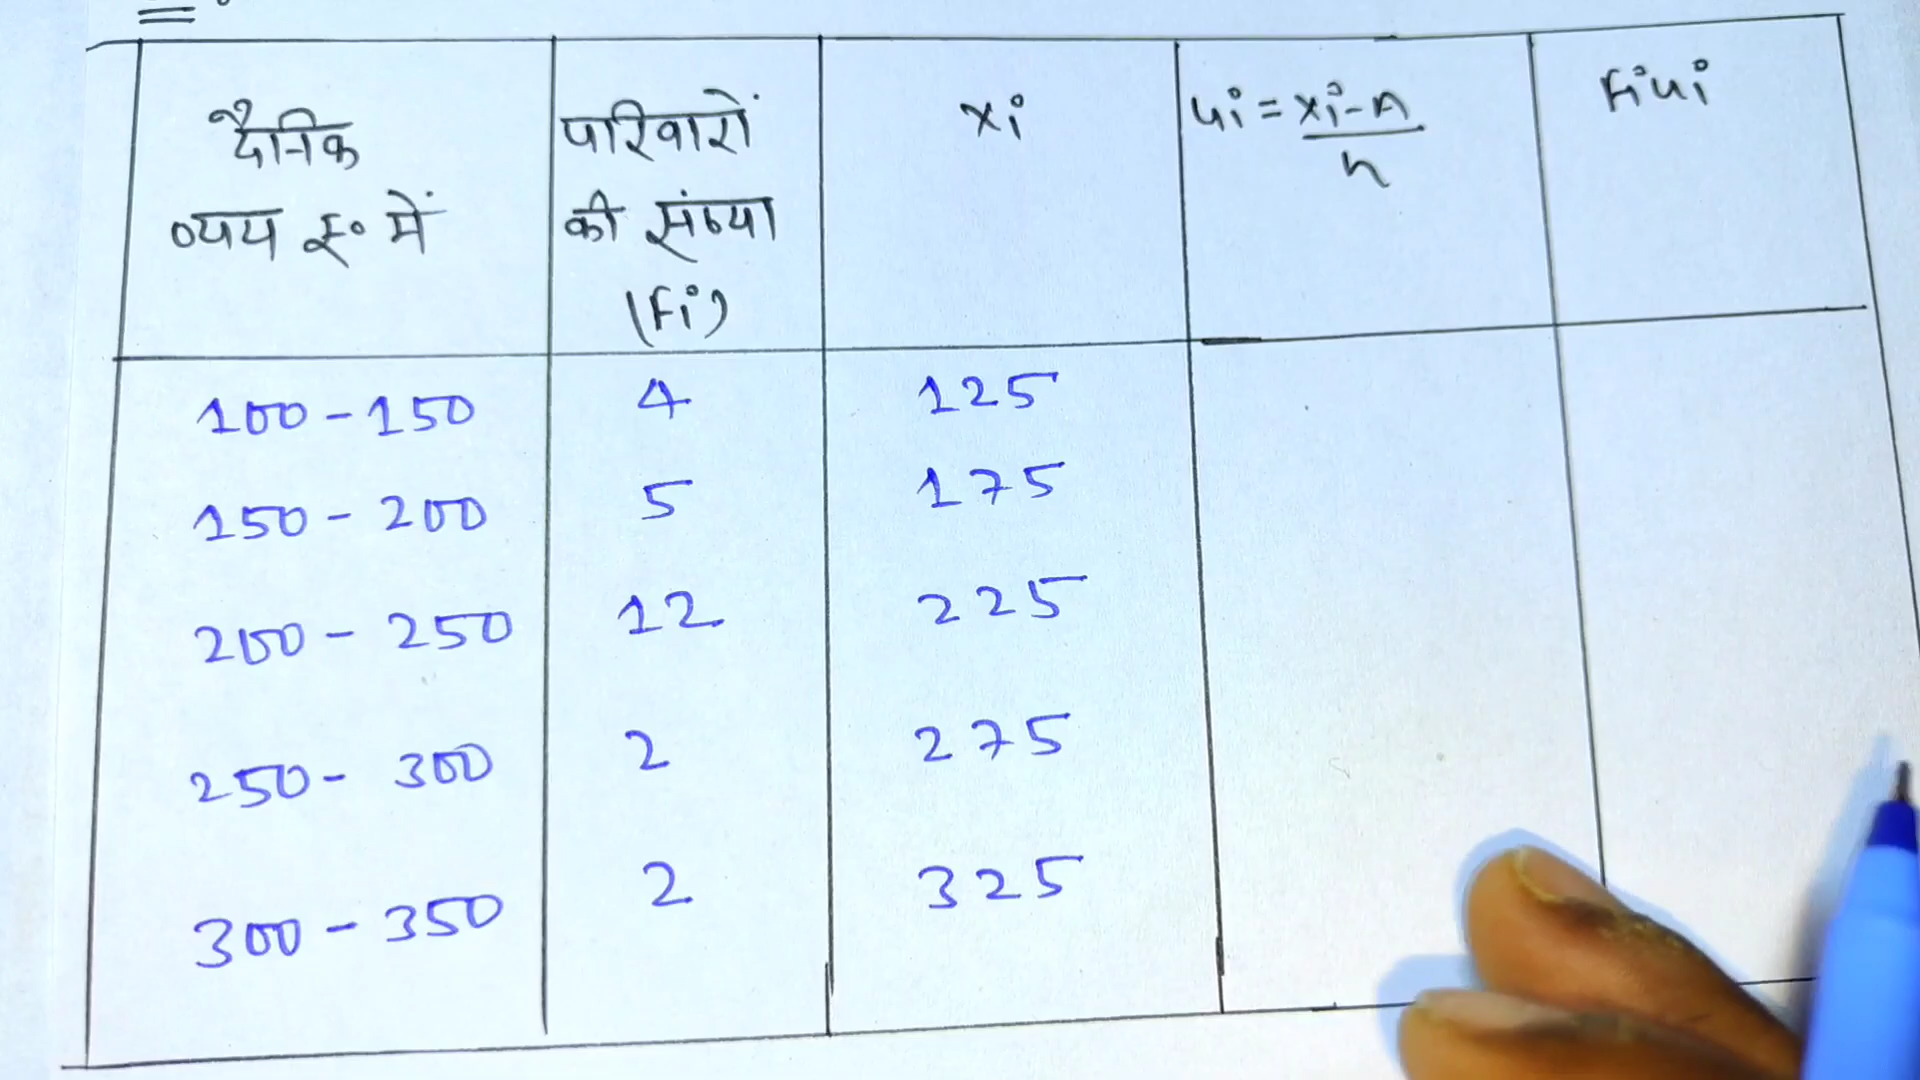 दैनिक
व्यय रु० में
परिवारों
की संख्या
(Fi)
xi
ui = xi-A
h
Fiui
100-150 4 125
150-200 5 175
200-250 12 225
250-300 2 275
300-350 2 325